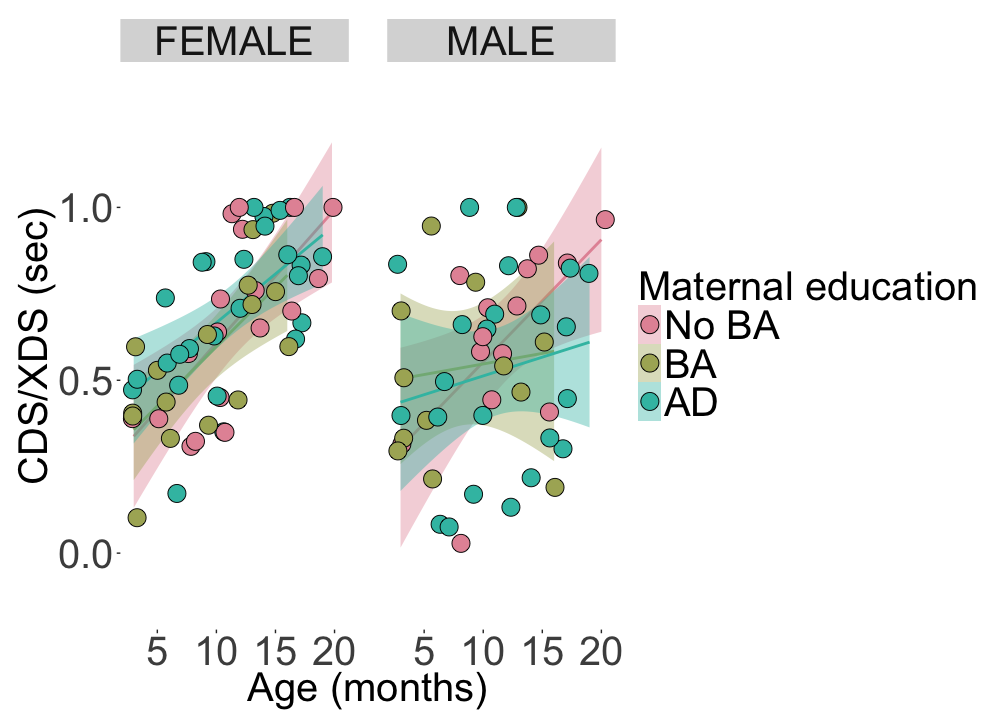 FEMALE
MALE
CDS/XDS (sec)
1.0
0.5
0.0
5 10 15 20
5 10 15 20
Age (months)
Maternal education
No BA
BA
AD